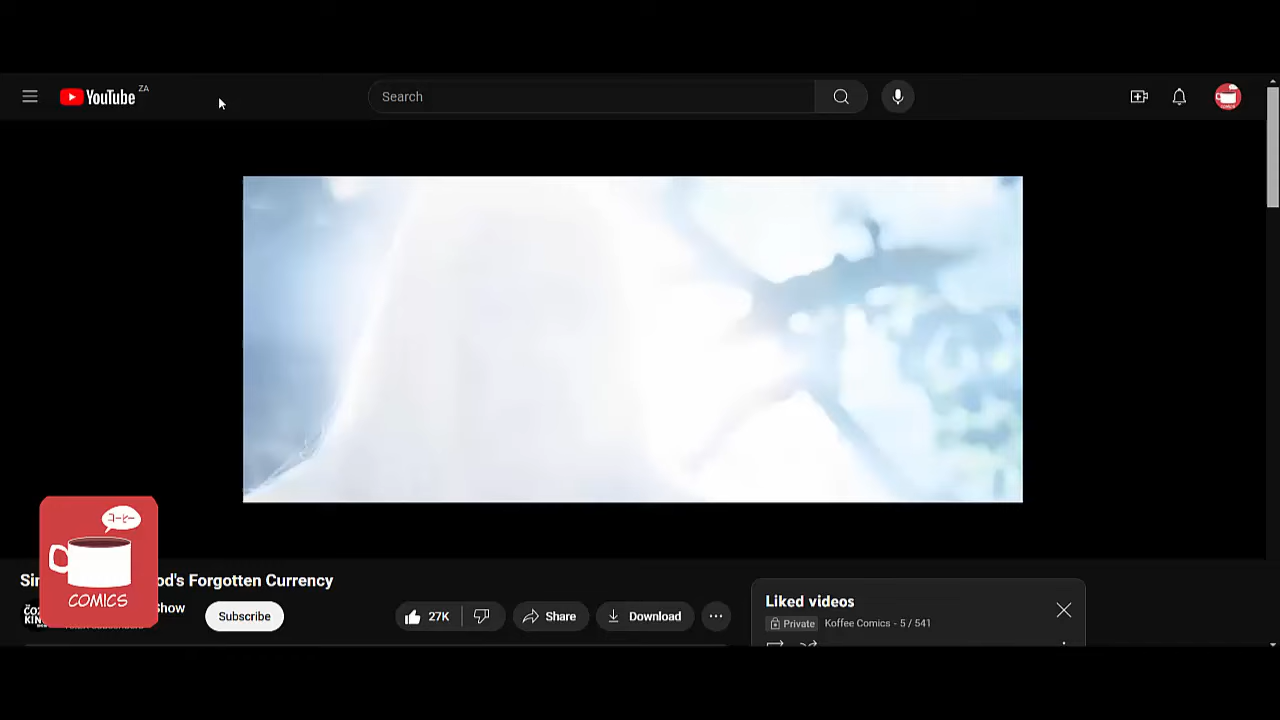 YouTube ZA
Search
コーヒー
COMICS
od's Forgotten Currency
Show
Subscribe
27K
Share
Download
Liked videos
Private
Koffee Comics - 5 / 541